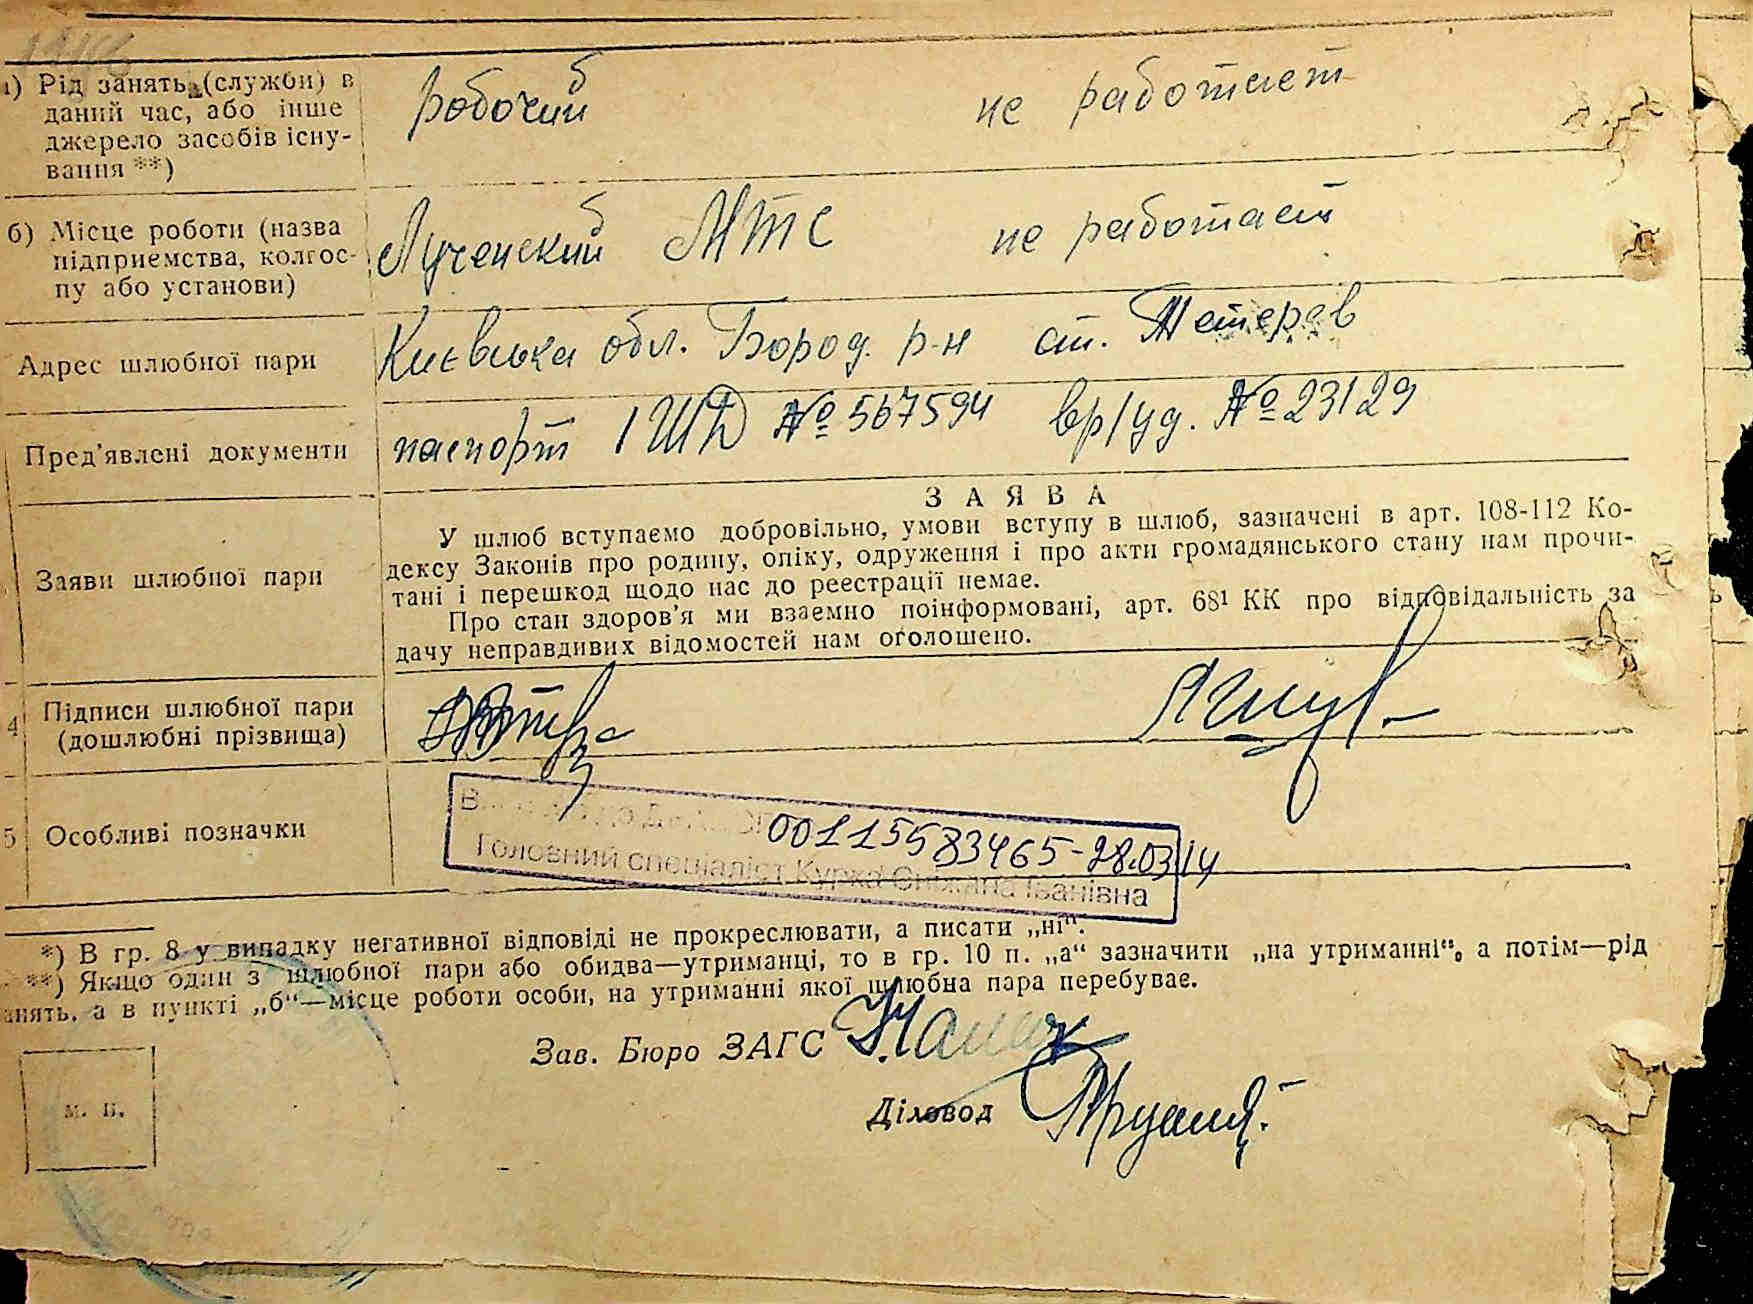 а) Рід занять (служби) в
даний час, або інше
джерело засобів існу-
вання **)
робочий не работает
б) Місце роботи (назва
підприємства, колгос-
пу або установи)
Лученский МТС не работает
Адрес шлюбної пари
Києвська обл. Бород. р-н ст. Тетерев
Пред’явлені документи
паспорт I ШД № 567594 вр/уд. № 23129
Заяви шлюбної пари
ЗАЯВА
У шлюб вступаємо добровільно, умови вступу в шлюб, зазначені в арт. 108-112 Ко-
дексу Законів про родину, опіку, одруження і про акти громадянського стану нам прочи-
тані і перешкод щодо нас до реєстрації немає.
Про стан здоров’я ми взаємно поінформовані, арт. 68¹ КК про відповідальність за
дачу неправдивих відомостей нам оголошено.
4 Підписи шлюбної пари
(дошлюбні прізвища)
5 Особливі позначки
00115583465-28.03.14
Головний спеціаліст Іванівна
*) В гр. 8 у випадку негативної відповіді не прокреслювати, а писати „ні“.
**) Якщо один з шлюбної пари або обидва—утриманці, то в гр. 10 п. „а“ зазначити „на утриманні“, а потім—рід
занять, а в пункті „б“—місце роботи особи, на утриманні якої шлюбна пара перебуває.
Зав. Бюро ЗАГС
Діловод
м. п.